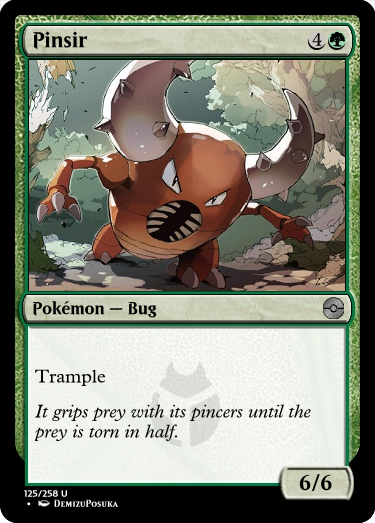 Pinsir 4
Pokémon — Bug
Trample
It grips prey with its pincers until the
prey is torn in half.
6/6
125/258 U
• DemizuPosuka